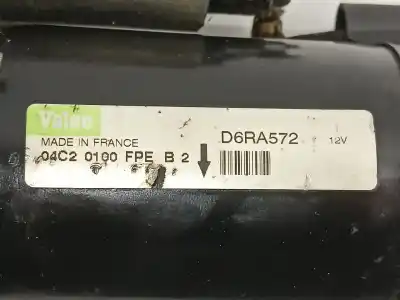 Valeo
MADE IN FRANCE
04C2 0100 FPE B 2
D6RA572 12V